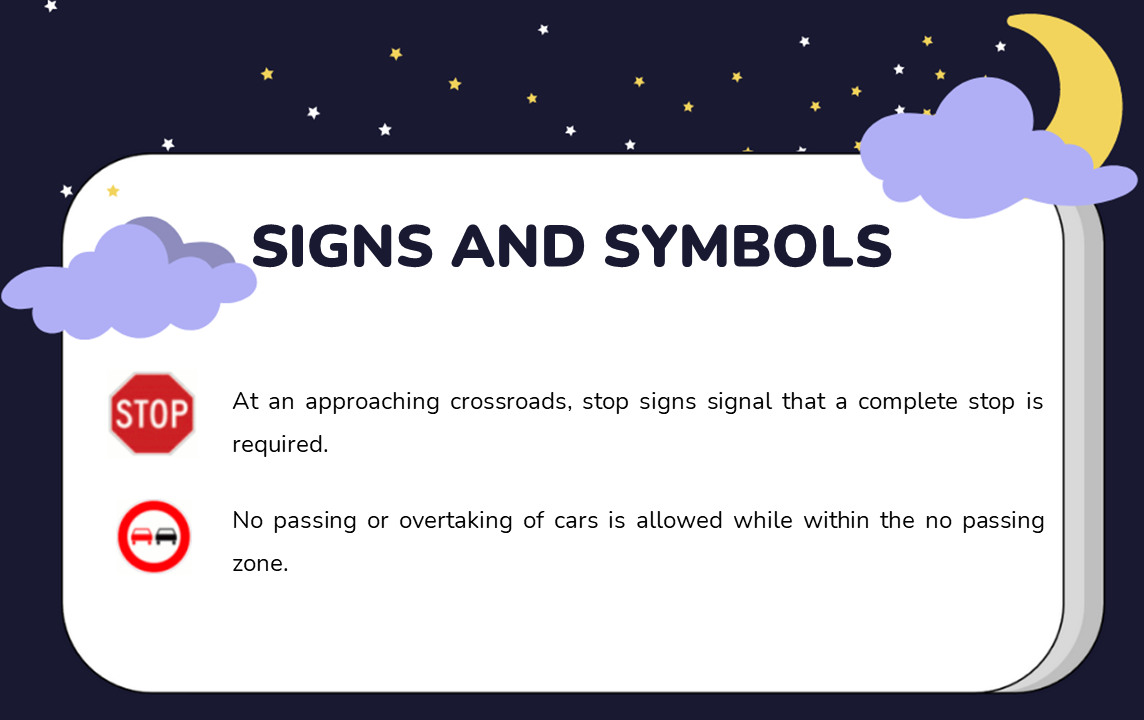 SIGNS AND SYMBOLS
STOP
At an approaching crossroads, stop signs signal that a complete stop is
required.
No passing or overtaking of cars is allowed while within the no passing
zone.